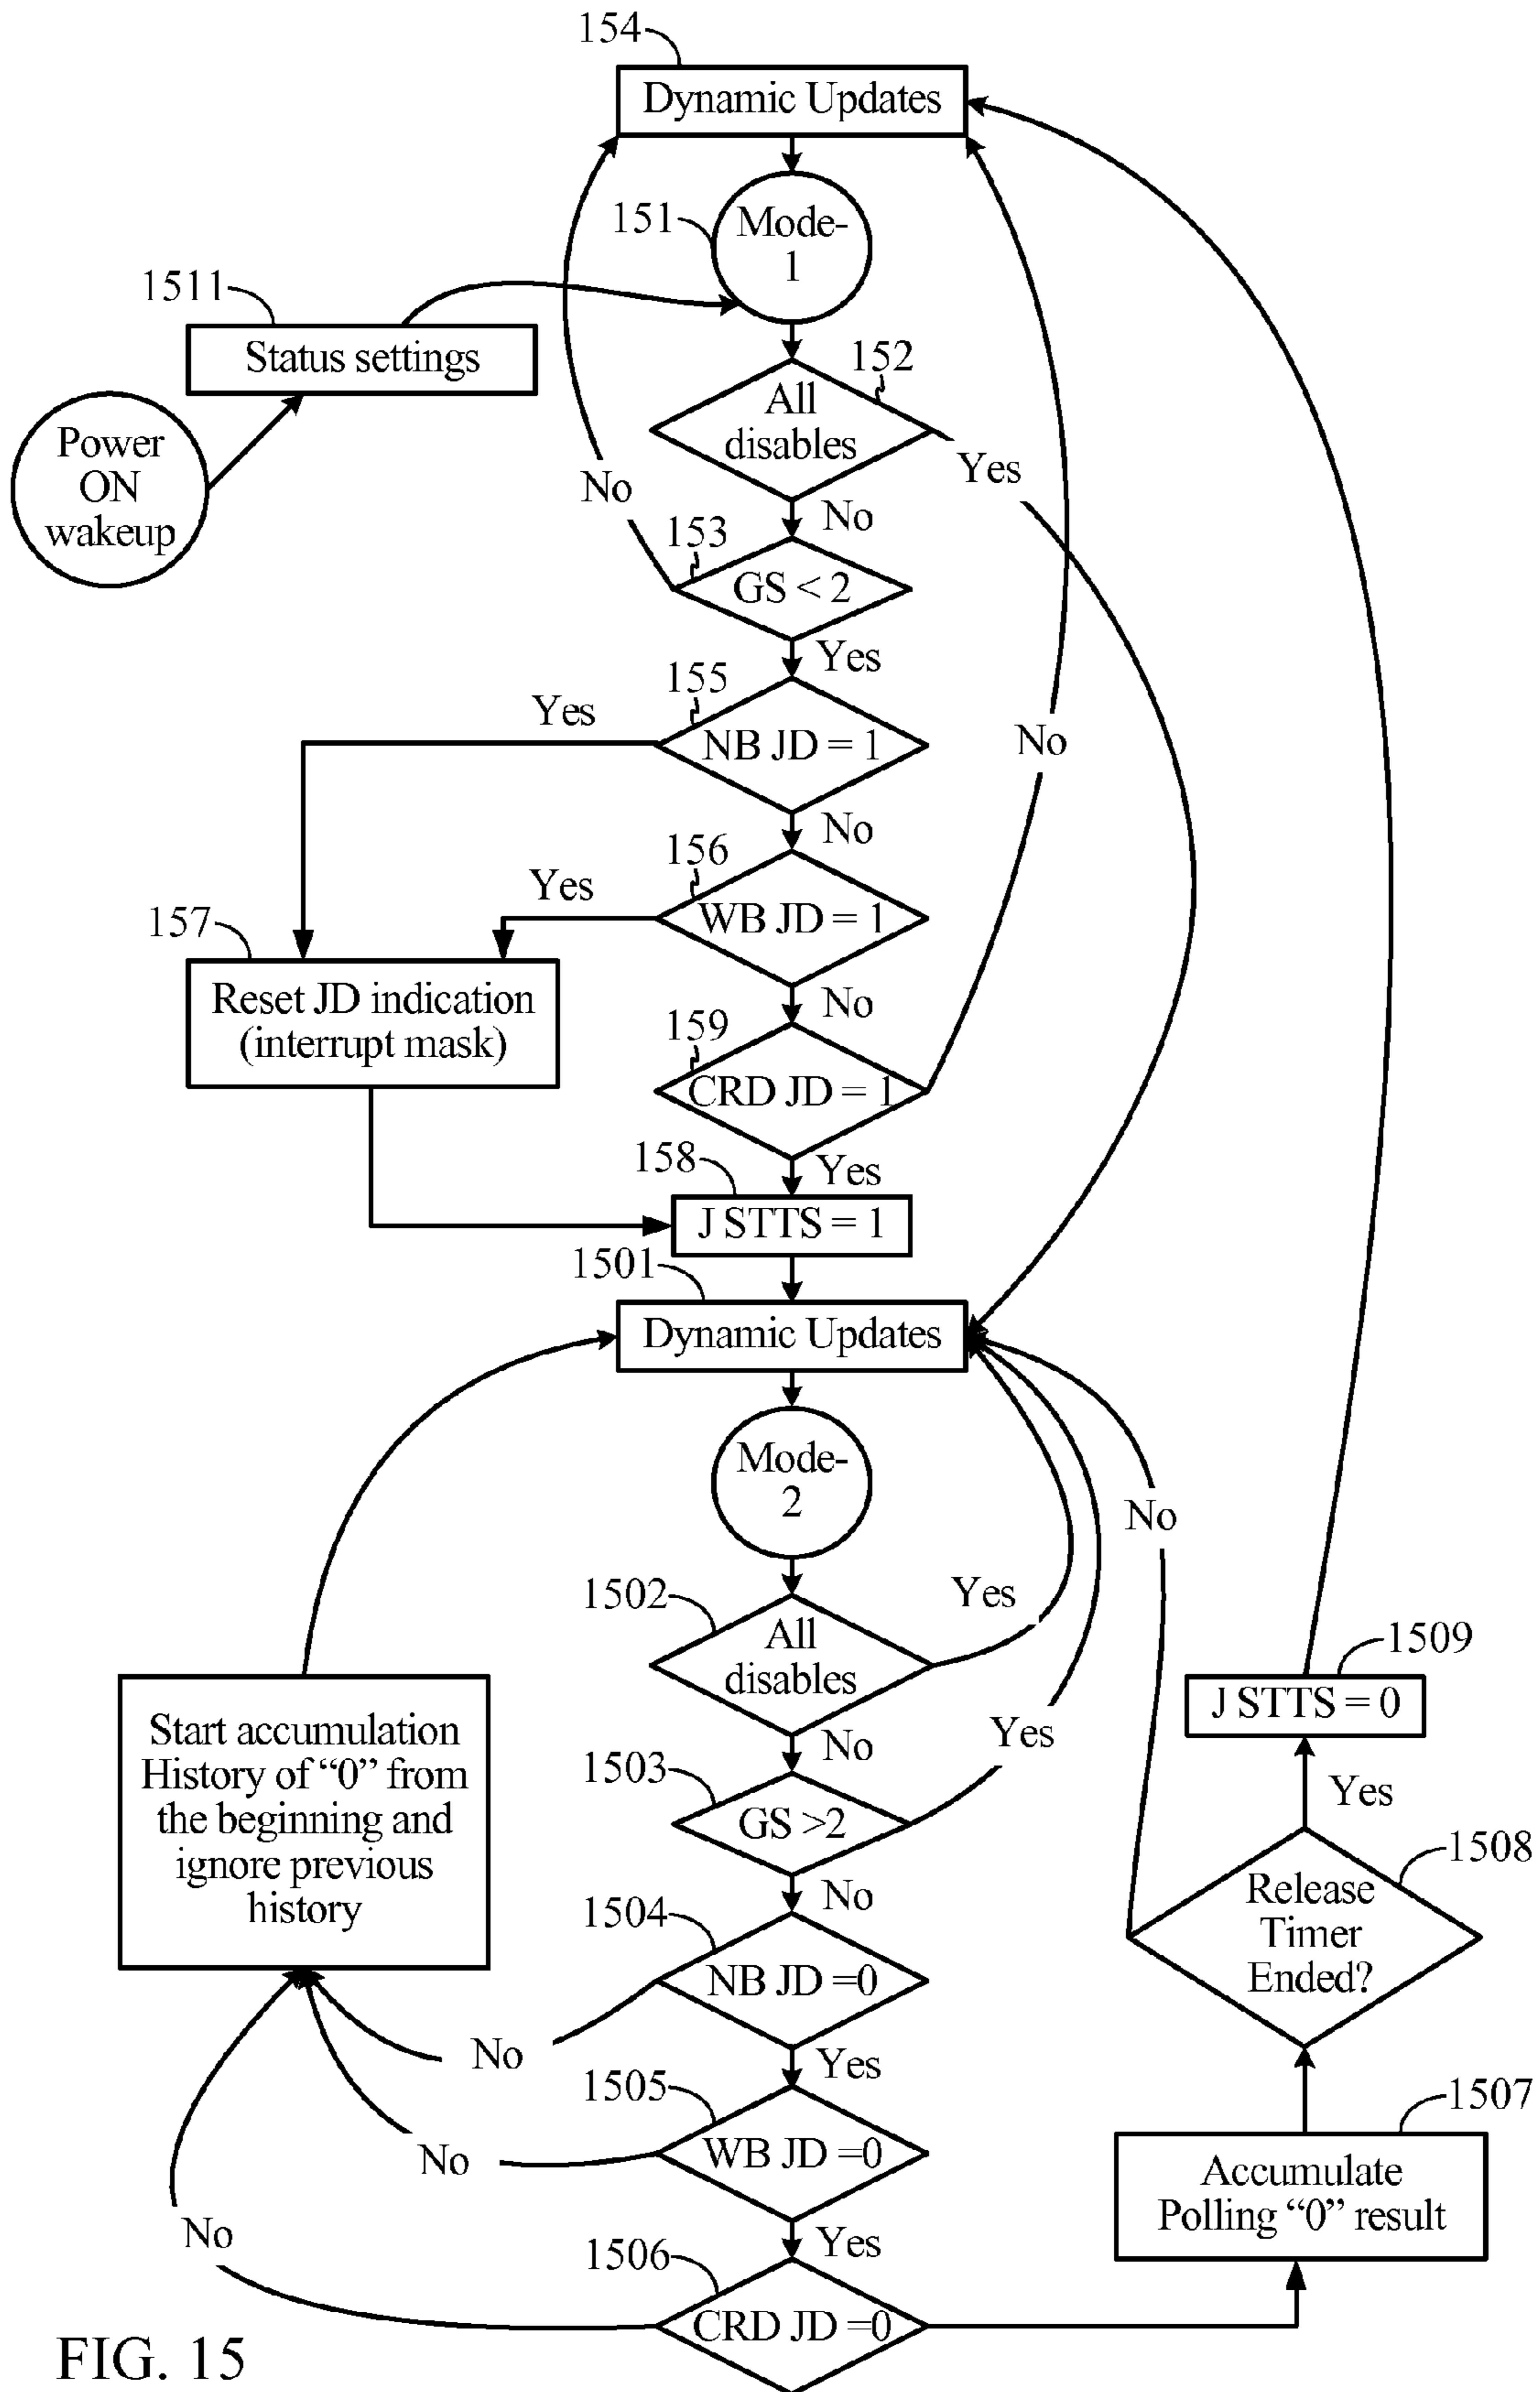 154
Dynamic Updates
151
Mode-
1
1511
Status settings
152
All
disables
Yes
Power
ON
wakeup
No
No
153
GS < 2
Yes
155
Yes
NB JD = 1
No
No
156
Yes
WB JD = 1
157
No
Reset JD indication
(interrupt mask)
159
CRD JD = 1
158
Yes
J STTS = 1
1501
Dynamic Updates
Mode-
2
No
1502
Yes
All
disables
1509
J STTS = 0
Start accumulation
History of “0” from
the beginning and
ignore previous
history
No
Yes
1503
GS >2
Yes
1508
Release
Timer
Ended?
No
1504
NB JD =0
No
Yes
1505
WB JD =0
No
1507
Accumulate
Polling “0” result
No
Yes
1506
CRD JD =0
FIG. 15